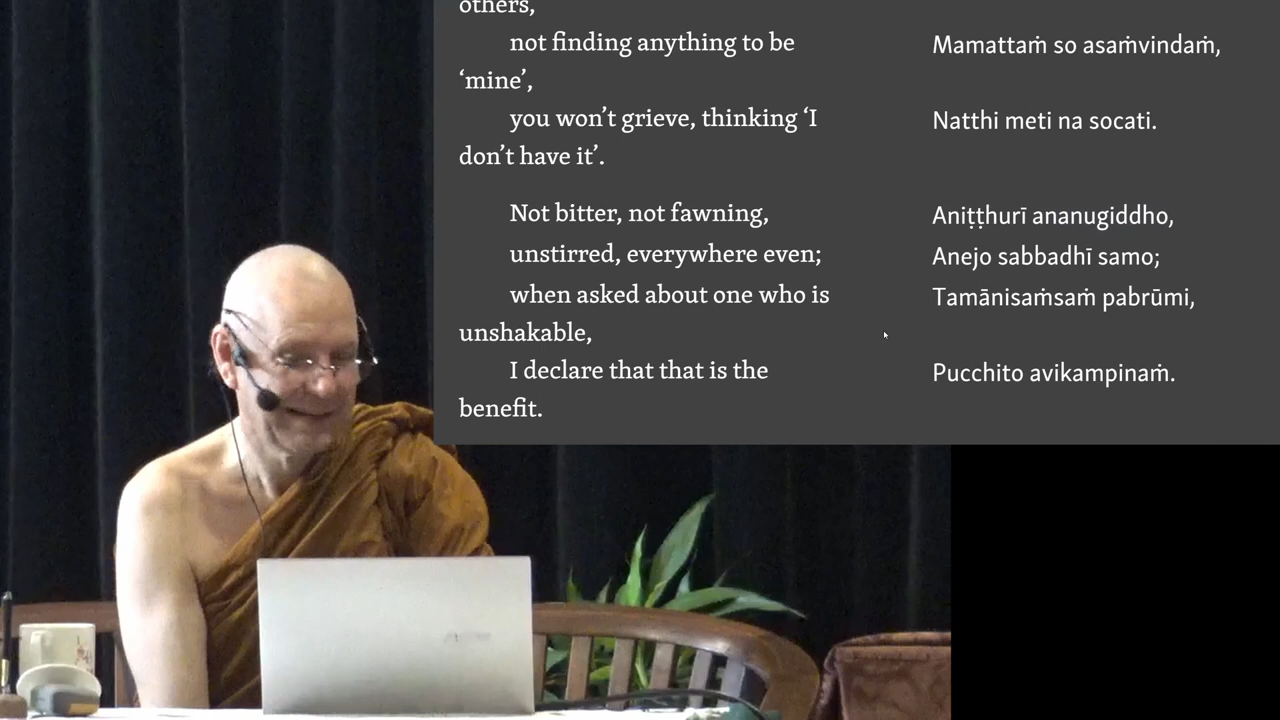 others,
not finding anything to be
‘mine’,
you won’t grieve, thinking ‘I
don’t have it’.
Not bitter, not fawning,
unstirred, everywhere even;
when asked about one who is
unshakable,
I declare that that is the
benefit.
Mamattaṁ so asaṁvindaṁ,
Natthi meti na socati.
Aniṭṭhurī ananugiddho,
Anejo sabbadhī samo;
Tamānisaṁsaṁ pabrūmi,
Pucchito avikampinaṁ.